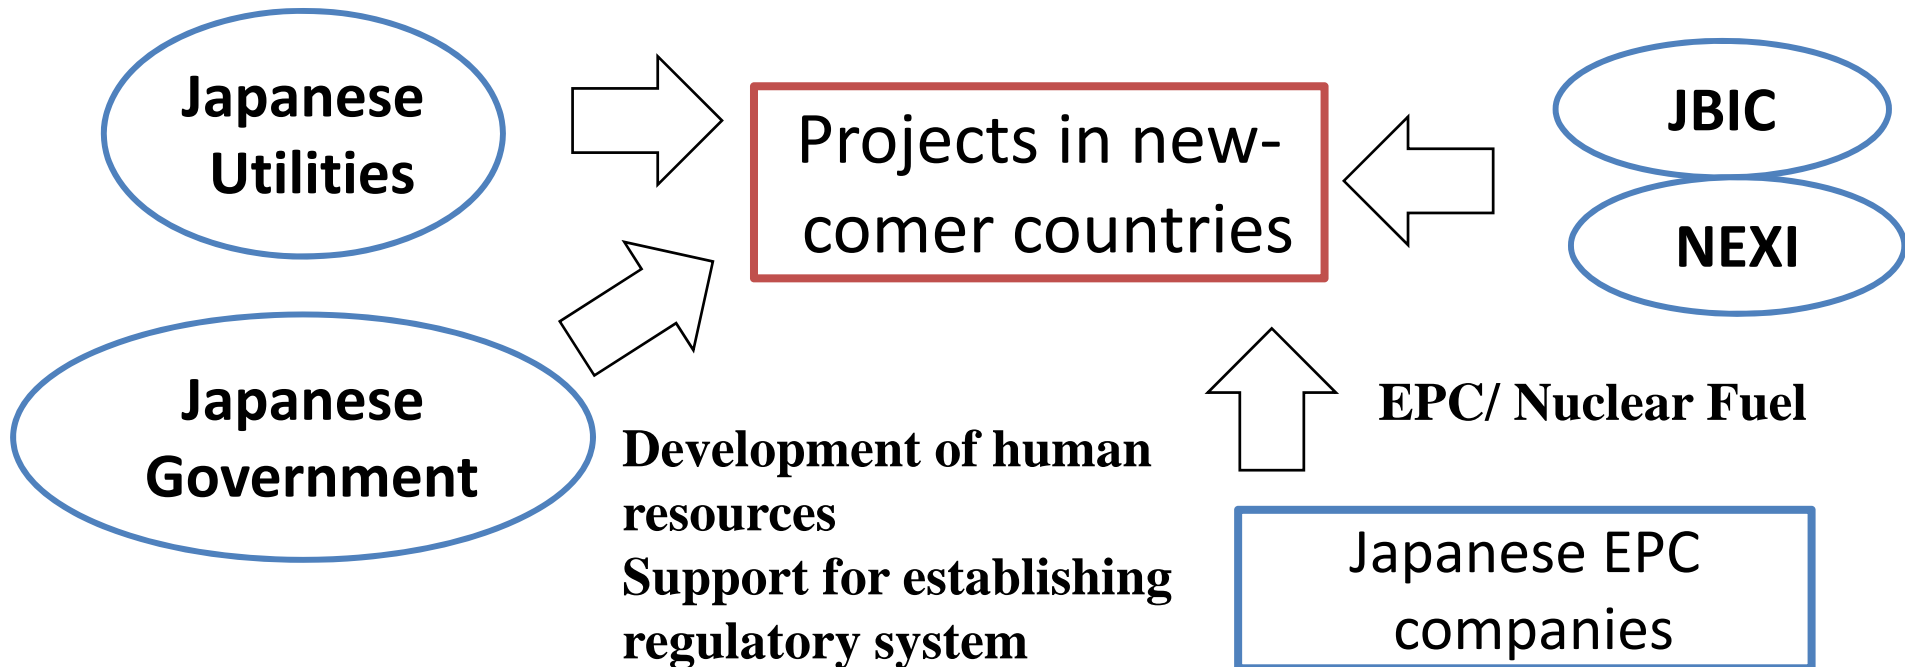 Japanese
Utilities
Projects in new-
comer countries
JBIC
NEXI
Japanese
Government
EPC/ Nuclear Fuel
Development of human
resources
Support for establishing
regulatory system
Japanese EPC
companies